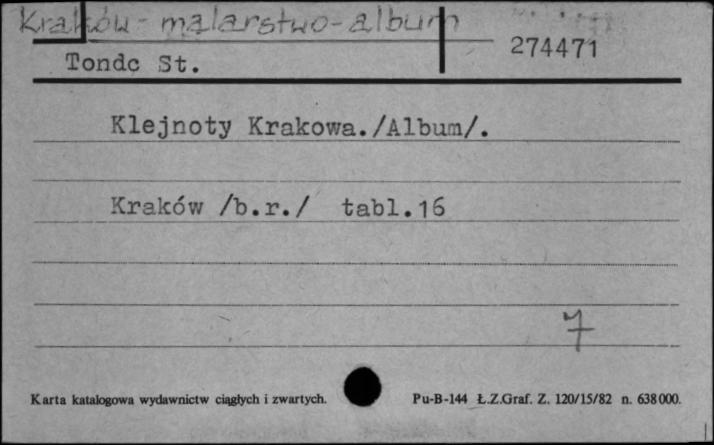 Kraków - malarstwo - album
274471
Tondc St.
Klejnoty Krakowa./Album/.
Kraków /b.r./ tabl.16
7
Karta katalogowa wydawnictw ciągłych i zwartych.
Pu-B-144 Ł.Z.Graf. Z. 120/15/82 n. 638000.